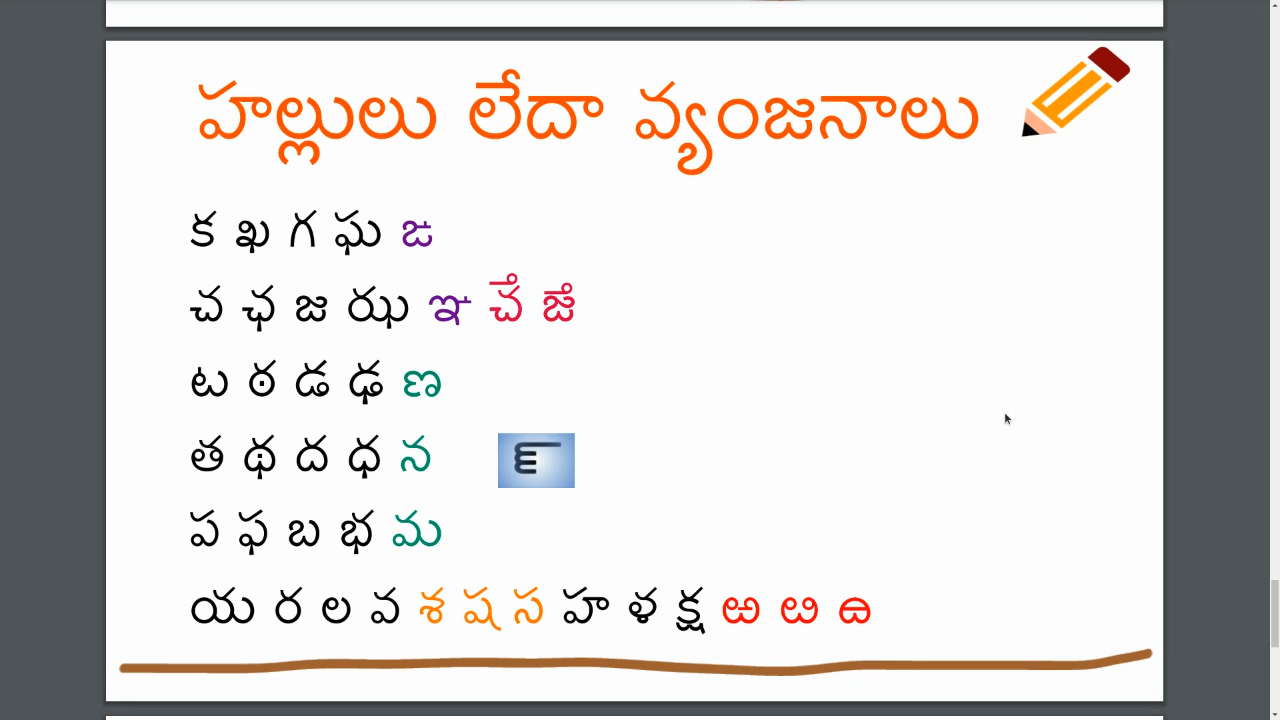 హల్లులు లేదా వ్యంజనాలు
క ఖ గ ఘ ఙ
చ ఛ జ ఝ ఞ చే జే
ట ఠ డ ఢ ణ
త థ ద ధ న
ప ఫ బ భ మ
య ర ల వ శ ష స హ ళ క్ష ఱ